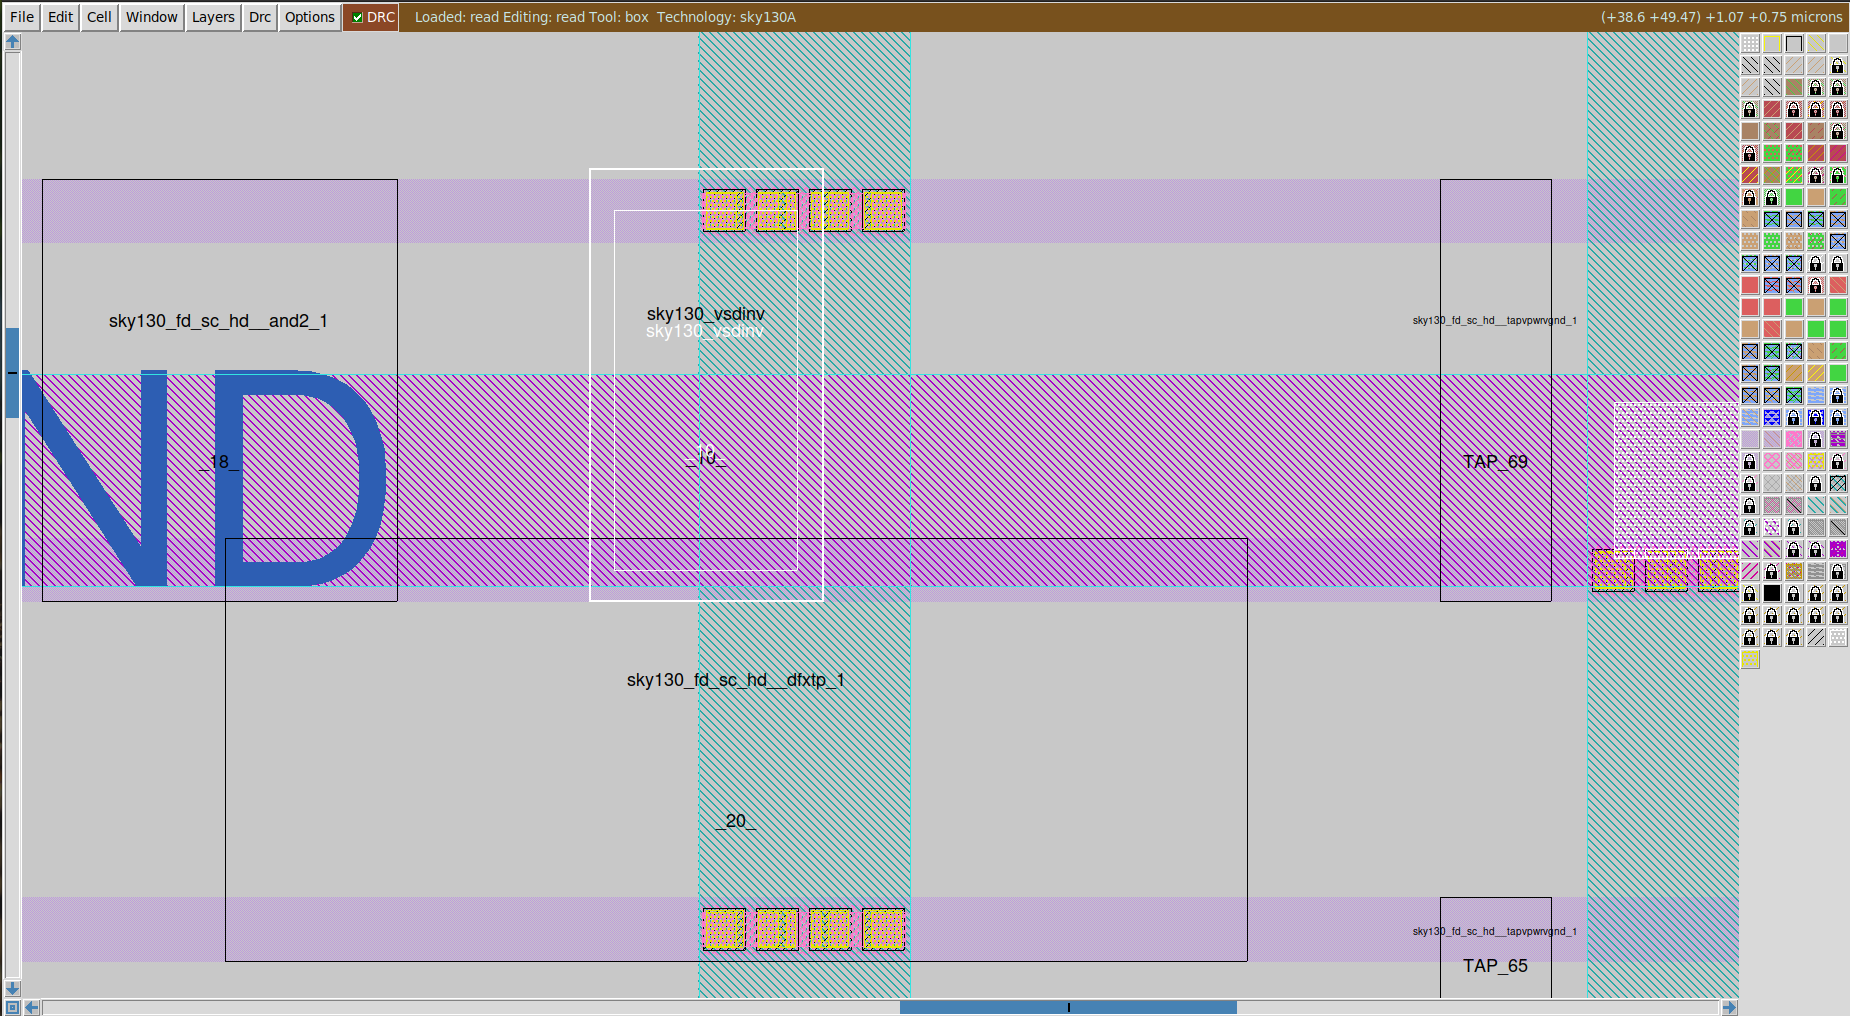 File Edit Cell Window Layers Drc Options DRC Loaded: read Editing: read Tool: box Technology: sky130A (+38.6 +49.47) +1.07 +0.75 microns
sky130_fd_sc_hd__and2_1
sky130_vsdinv
sky130_vsdinv
sky130_fd_sc_hd__tapvpwrvgnd_1
ND
_18_
TAP_69
sky130_fd_sc_hd__dfxtp_1
_20_
sky130_fd_sc_hd__tapvpwrvgnd_1
TAP_65